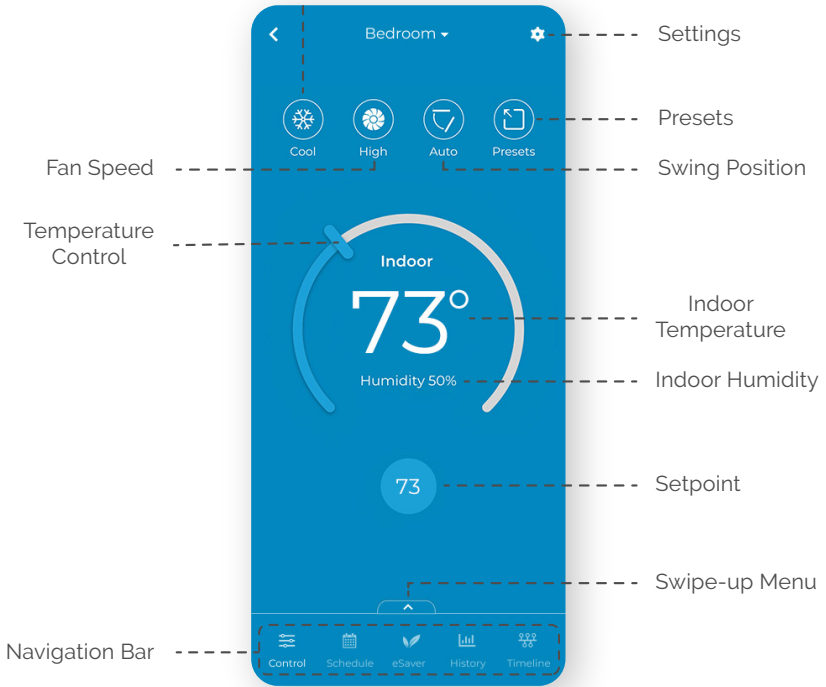 Bedroom
Settings
Cool
High
Auto
Presets
Presets
Fan Speed
Swing Position
Temperature
Control
Indoor
73°
Humidity 50%
Indoor
Temperature
Indoor Humidity
73
Setpoint
Swipe-up Menu
Navigation Bar
Control
Schedule
eSaver
History
Timeline